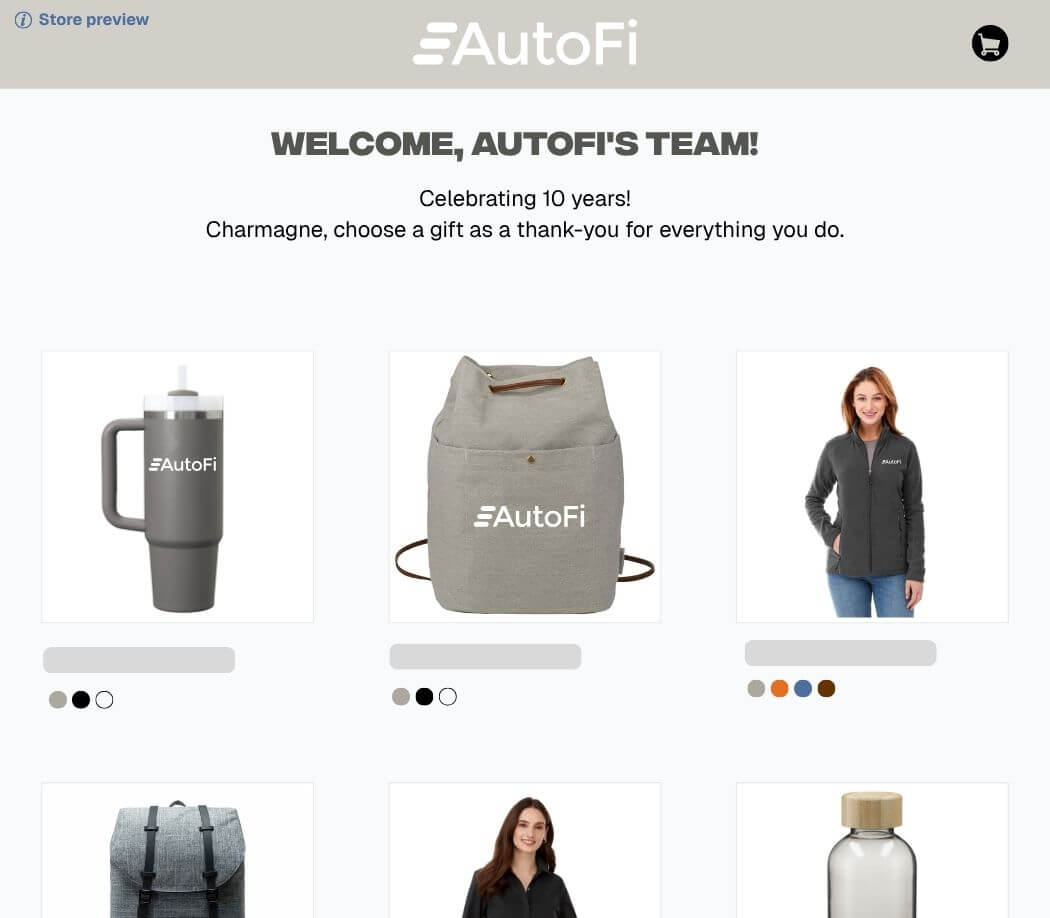 Store preview
AutoFi
WELCOME, AUTOFI'S TEAM!
Celebrating 10 years!
Charmagne, choose a gift as a thank-you for everything you do.
AutoFi
AutoFi
AutoFi